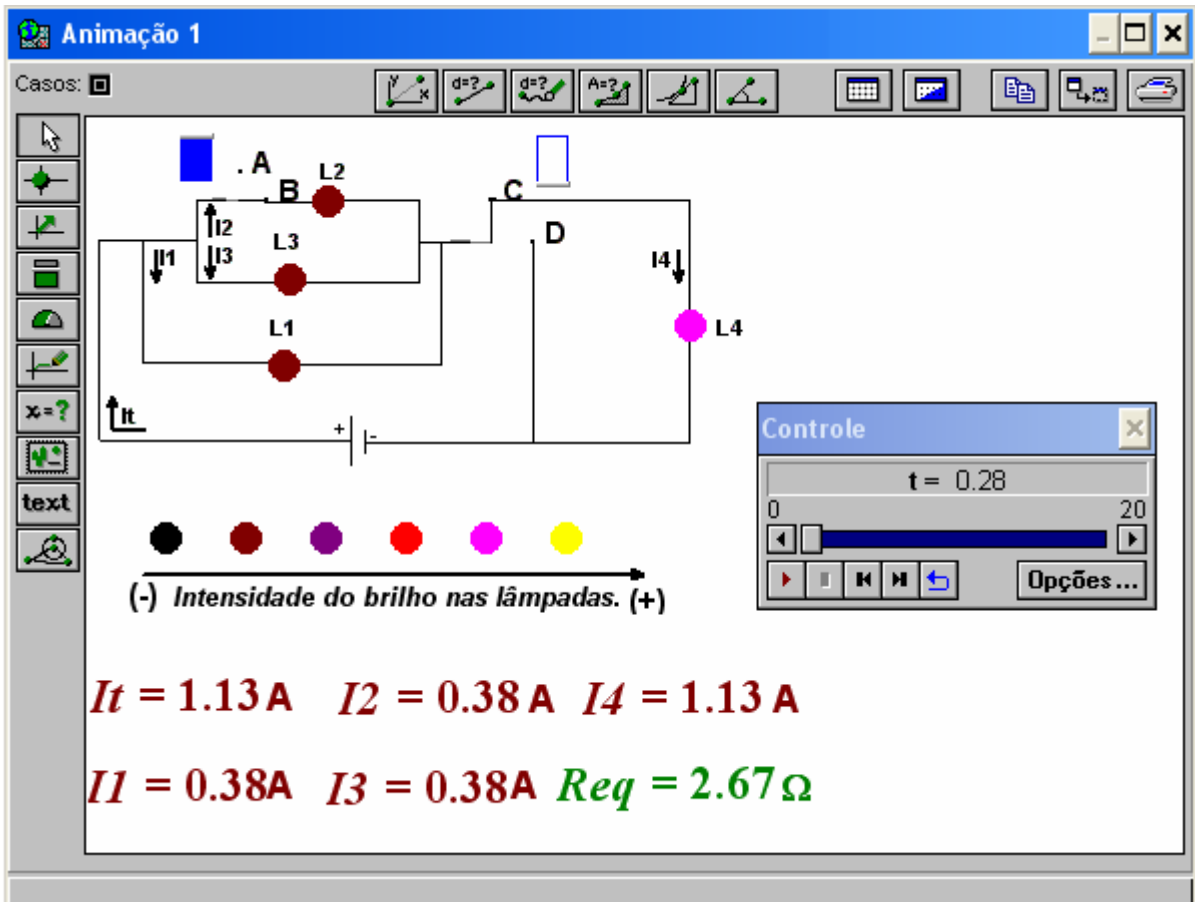 Animação 1
Casos:
y x
d=?
d=?
A=?
x=?
text
A
B
L2
C
D
I2
I3
I1
L3
I4
L1
L4
It
+ -
Controle
t = 0.28
0 20
Opções...
(-) Intensidade do brilho nas lâmpadas. (+)
It = 1.13 A I2 = 0.38 A I4 = 1.13 A
I1 = 0.38A I3 = 0.38A Req = 2.67 Ω